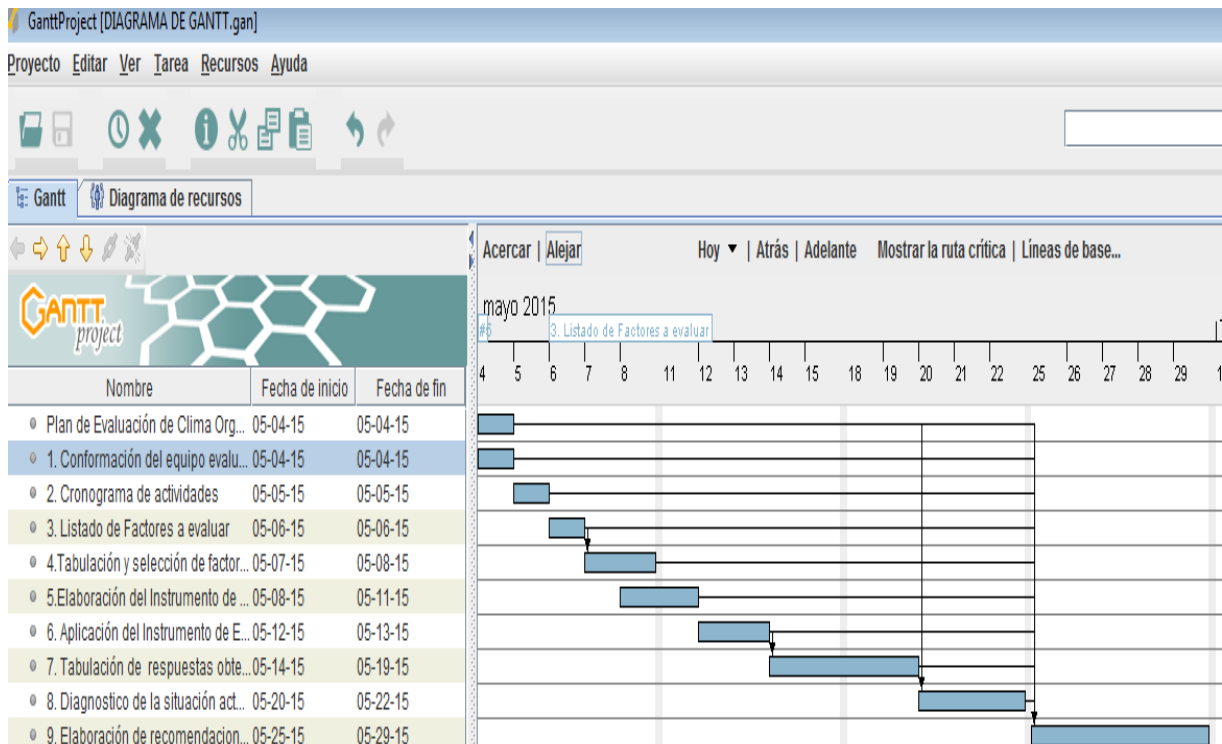 GanttProject [DIAGRAMA DE GANTT.gan]
Proyecto Editar Ver Tarea Recursos Ayuda
Gantt Diagrama de recursos
Acercar | Alejar Hoy ▼ | Atrás | Adelante Mostrar la ruta crítica | Líneas de base...
GANTT project
mayo 2015
#6 3. Listado de Factores a evaluar
4 5 6 7 8 11 12 13 14 15 18 19 20 21 22 25 26 27 28 29 1
Nombre Fecha de inicio Fecha de fin
Plan de Evaluación de Clima Org... 05-04-15 05-04-15
1. Conformación del equipo evalu... 05-04-15 05-04-15
2. Cronograma de actividades 05-05-15 05-05-15
3. Listado de Factores a evaluar 05-06-15 05-06-15
4.Tabulación y selección de factor... 05-07-15 05-08-15
5.Elaboración del Instrumento de ... 05-08-15 05-11-15
6. Aplicación del Instrumento de E... 05-12-15 05-13-15
7. Tabulación de respuestas obte... 05-14-15 05-19-15
8. Diagnostico de la situación act... 05-20-15 05-22-15
9. Elaboración de recomendacion... 05-25-15 05-29-15